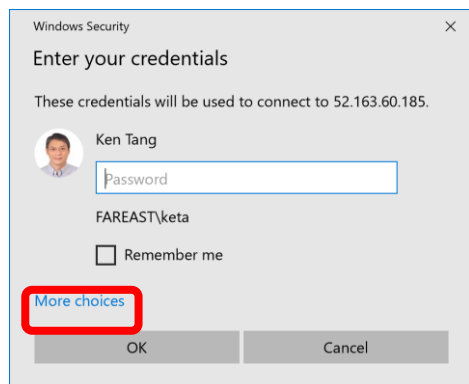 Windows Security
Enter your credentials
These credentials will be used to connect to 52.163.60.185.
Ken Tang
Password
FAREAST\keta
Remember me
More choices
OK
Cancel